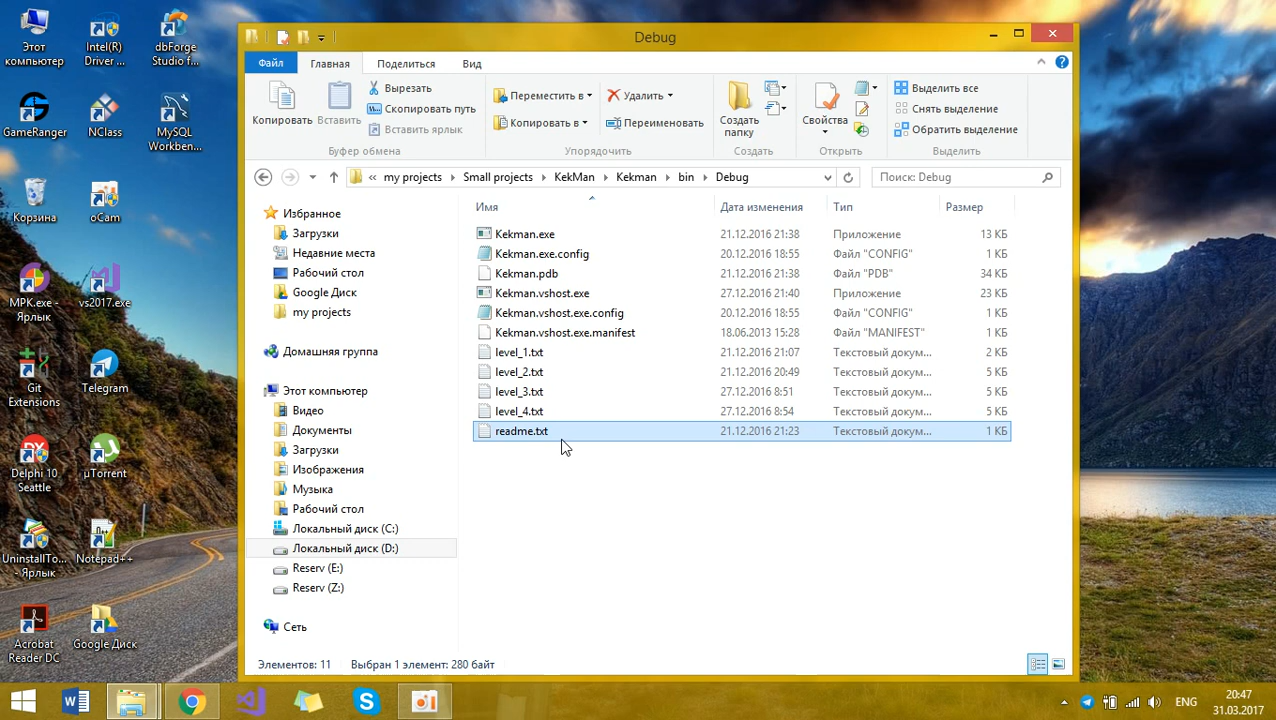 Этот компьютер
Intel(R) Driver ...
dbForge Studio f...
GameRanger
NClass
MySQL Workben...
Корзина
oCam
MPK.exe - Ярлык
vs2017.exe
Git Extensions
Telegram
Delphi 10 Seattle
µTorrent
UninstallTo... Ярлык
Notepad++
Acrobat Reader DC
Google Диск
Debug
Файл
Главная
Поделиться
Вид
Копировать
Вставить
Вырезать
Скопировать путь
Вставить ярлык
Буфер обмена
Переместить в
Копировать в
Удалить
Переименовать
Упорядочить
Создать папку
Создать
Свойства
Открыть
Выделить все
Снять выделение
Обратить выделение
Выделить
« my projects Small projects KekMan Kekman bin Debug
Поиск: Debug
Избранное
Загрузки
Недавние места
Рабочий стол
Google Диск
my projects
Домашняя группа
Этот компьютер
Видео
Документы
Загрузки
Изображения
Музыка
Рабочий стол
Локальный диск (C:)
Локальный диск (D:)
Reserv (E:)
Reserv (Z:)
Сеть
Имя Дата изменения Тип Размер
Kekman.exe 21.12.2016 21:38 Приложение 13 КБ
Kekman.exe.config 20.12.2016 18:55 Файл "CONFIG" 1 КБ
Kekman.pdb 21.12.2016 21:38 Файл "PDB" 34 КБ
Kekman.vshost.exe 27.12.2016 21:40 Приложение 23 КБ
Kekman.vshost.exe.config 20.12.2016 18:55 Файл "CONFIG" 1 КБ
Kekman.vshost.exe.manifest 18.06.2013 15:28 Файл "MANIFEST" 1 КБ
level_1.txt 21.12.2016 21:07 Текстовый докум... 2 КБ
level_2.txt 21.12.2016 20:49 Текстовый докум... 5 КБ
level_3.txt 27.12.2016 8:51 Текстовый докум... 5 КБ
level_4.txt 27.12.2016 8:54 Текстовый докум... 5 КБ
readme.txt 21.12.2016 21:23 Текстовый докум... 1 КБ
Элементов: 11 Выбран 1 элемент: 280 байт
ENG
20:47
31.03.2017